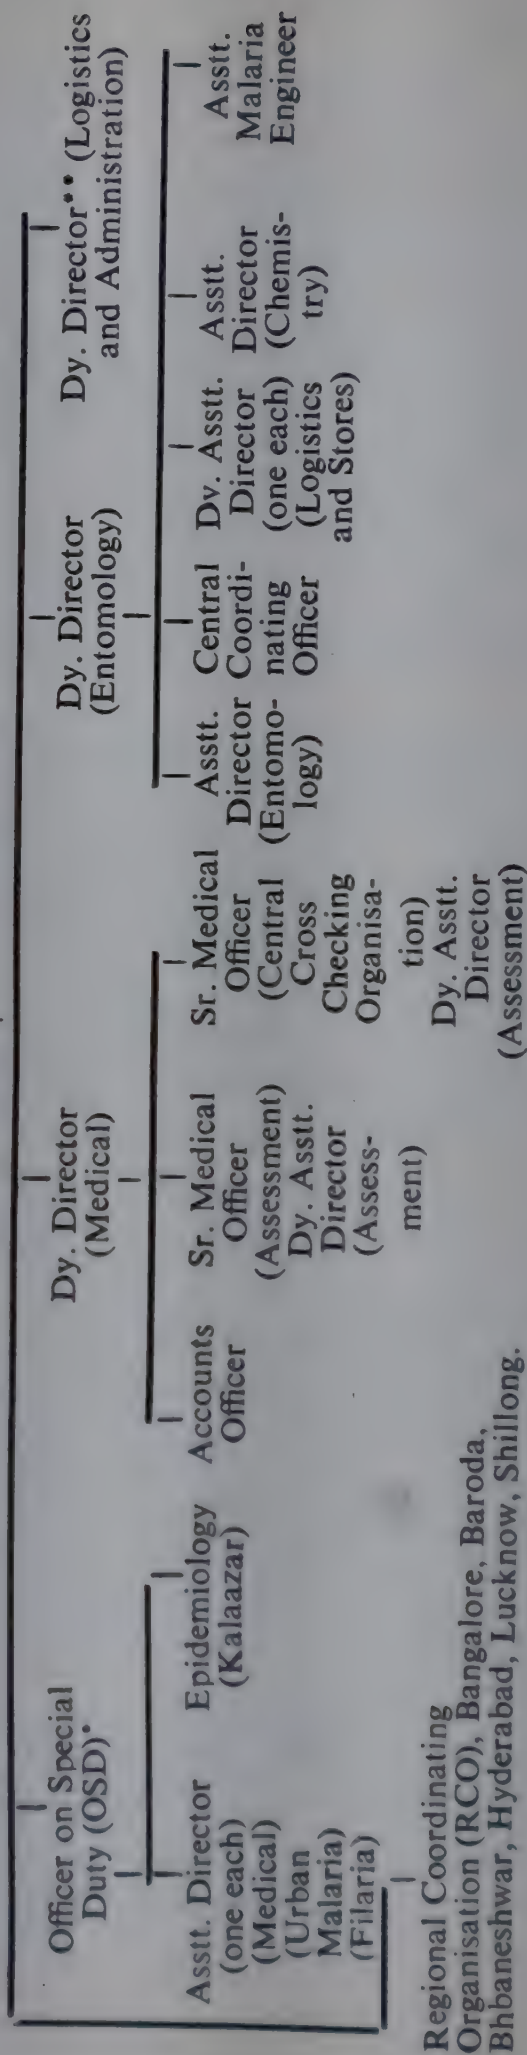 Officer on Special
Duty (OSD)*
Dy. Director
(Medical)
Dy. Director
(Entomology)
Dy. Director** (Logistics
and Administration)
Asstt. Director
(one each)
(Medical)
(Urban
Malaria)
(Filaria)
Epidemiology
(Kalaazar)
Accounts
Officer
Sr. Medical
Officer
(Assessment)
Dy. Asstt.
Director
(Assess-
ment)
Sr. Medical
Officer
(Central
Cross
Checking
Organisa-
tion)
Dy. Asstt.
Director
(Assessment)
Asstt.
Director
(Entomo-
logy)
Central
Coordi-
nating
Officer
Dy. Asstt.
Director
(one each)
(Logistics
and Stores)
Asstt.
Director
(Chemis-
try)
Asstt.
Malaria
Engineer
Regional Coordinating
Organisation (RCO), Bangalore, Baroda,
Bhbaneshwar, Hyderabad, Lucknow, Shillong.